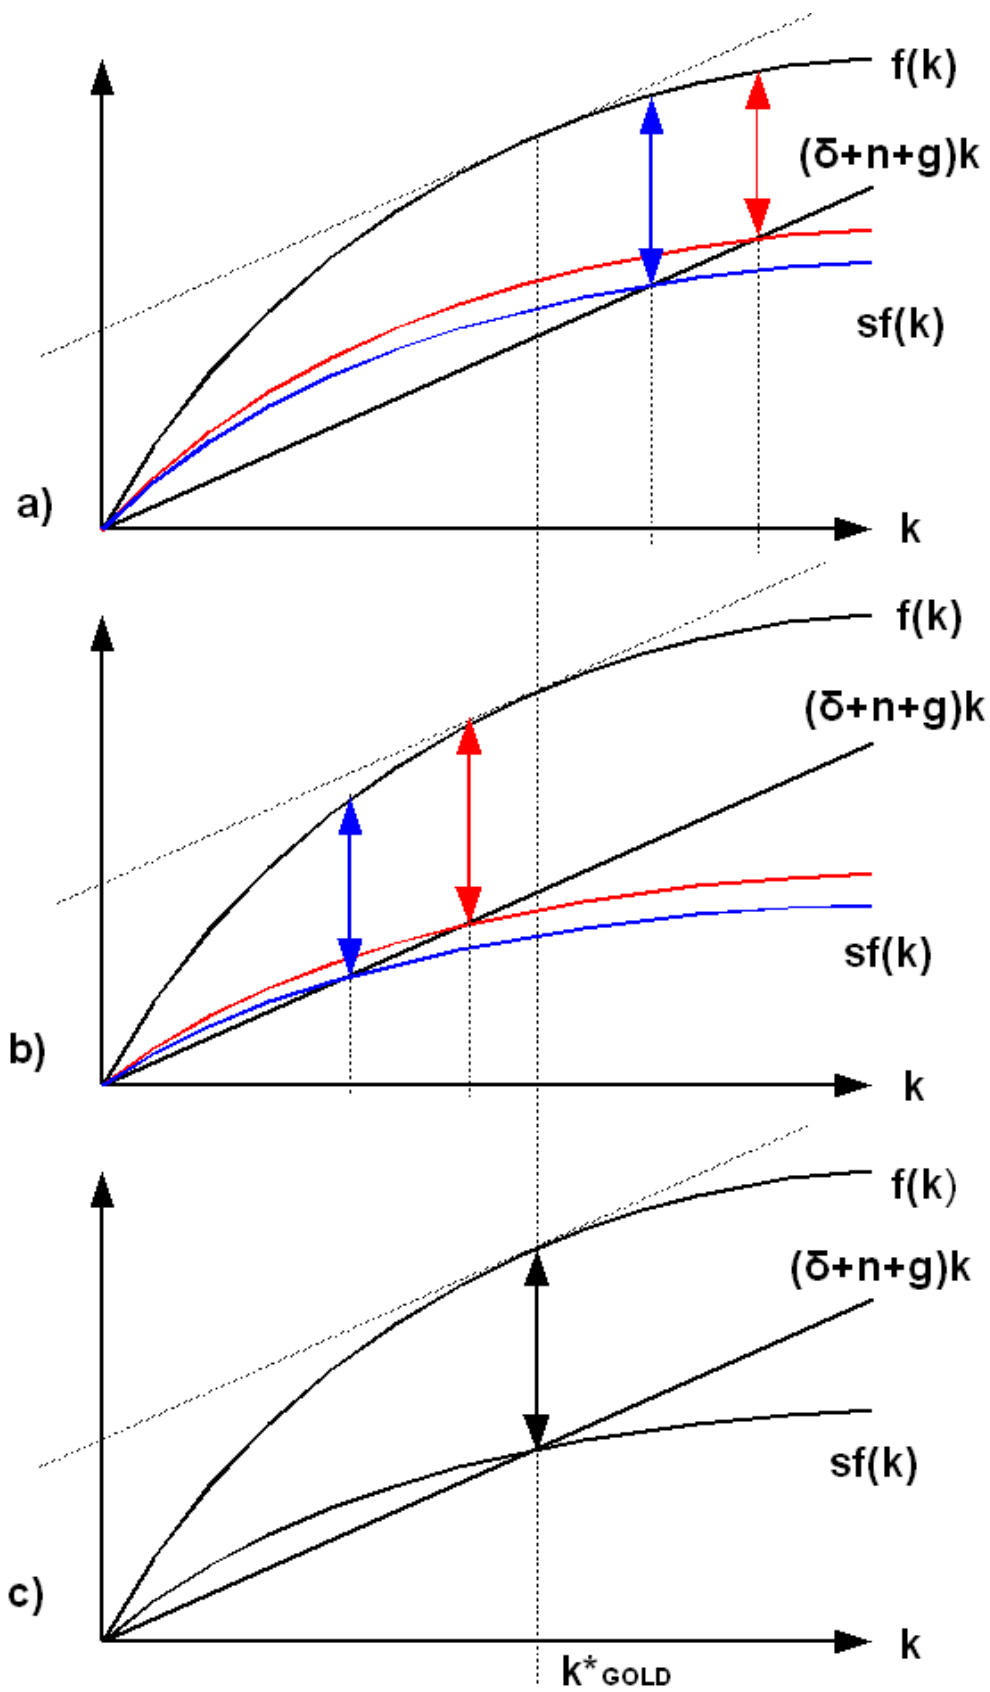 f(k)
(δ+n+g)k
sf(k)
a)
k
f(k)
(δ+n+g)k
sf(k)
b)
k
f(k)
(δ+n+g)k
sf(k)
c)
k
k*GOLD